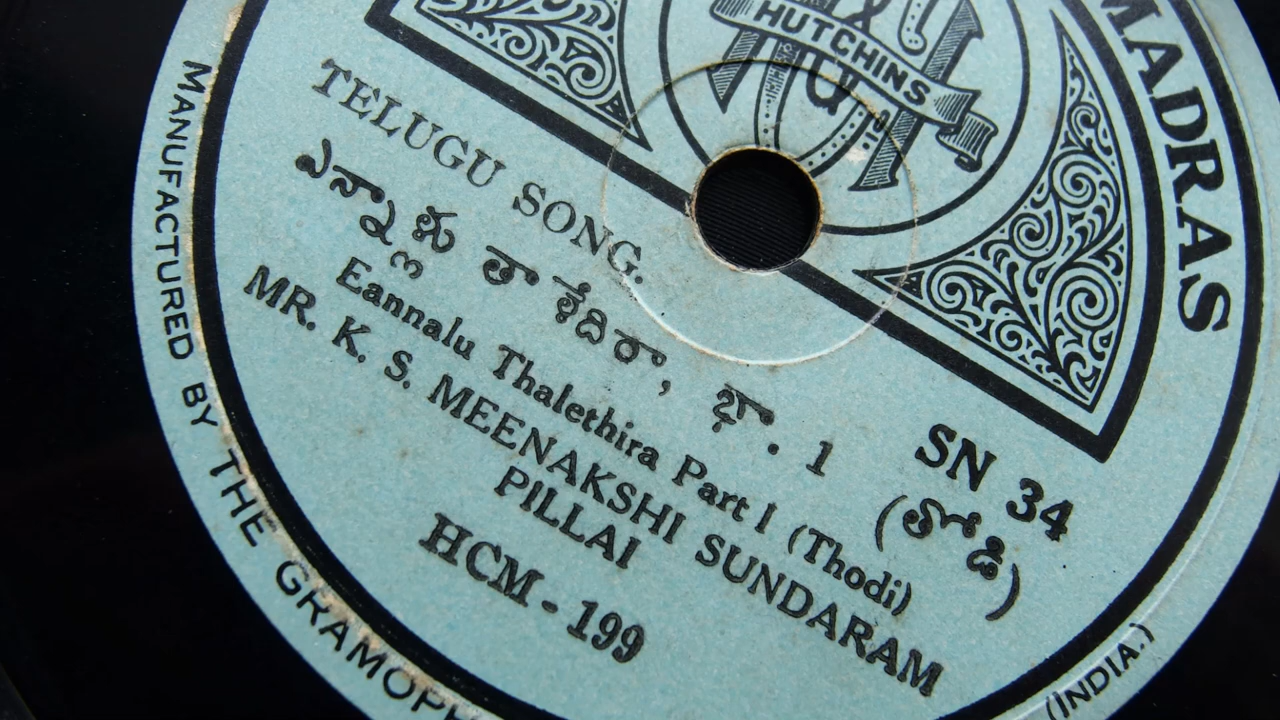 HUTCHINS
MADRAS
TELUGU SONG.
SN 34
ఎన్నాళ్లు తాళేదిరా, భా. 1 (తోడి)
Eannalu Thalethira Part I (Thodi)
MR. K. S. MEENAKSHI SUNDARAM
PILLAI
HCM - 199
MANUFACTURED BY THE
(INDIA.)